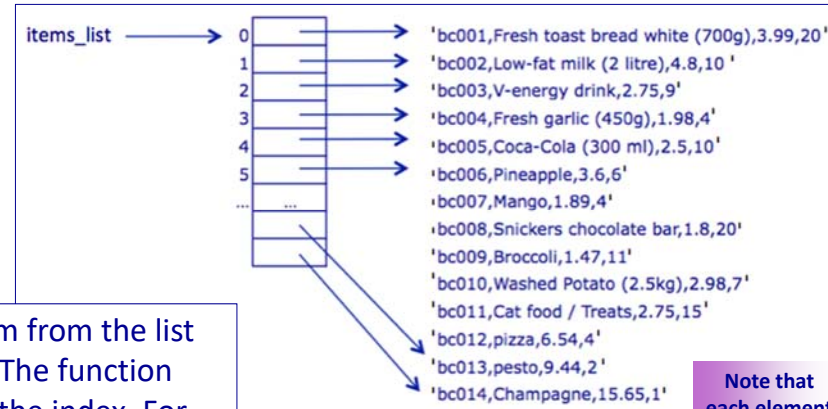 items_list
0
1
2
3
4
5
...
...
'bc001,Fresh toast bread white (700g),3.99,20'
'bc002,Low-fat milk (2 litre),4.8,10 '
'bc003,V-energy drink,2.75,9'
'bc004,Fresh garlic (450g),1.98,4'
'bc005,Coca-Cola (300 ml),2.5,10'
'bc006,Pineapple,3.6,6'
'bc007,Mango,1.89,4'
'bc008,Snickers chocolate bar,1.8,20'
'bc009,Broccoli,1.47,11'
'bc010,Washed Potato (2.5kg),2.98,7'
'bc011,Cat food / Treats,2.75,15'
'bc012,pizza,6.54,4'
'bc013,pesto,9.44,2'
'bc014,Champagne,15.65,1'
m from the list
The function
the index. For
Note that
each element